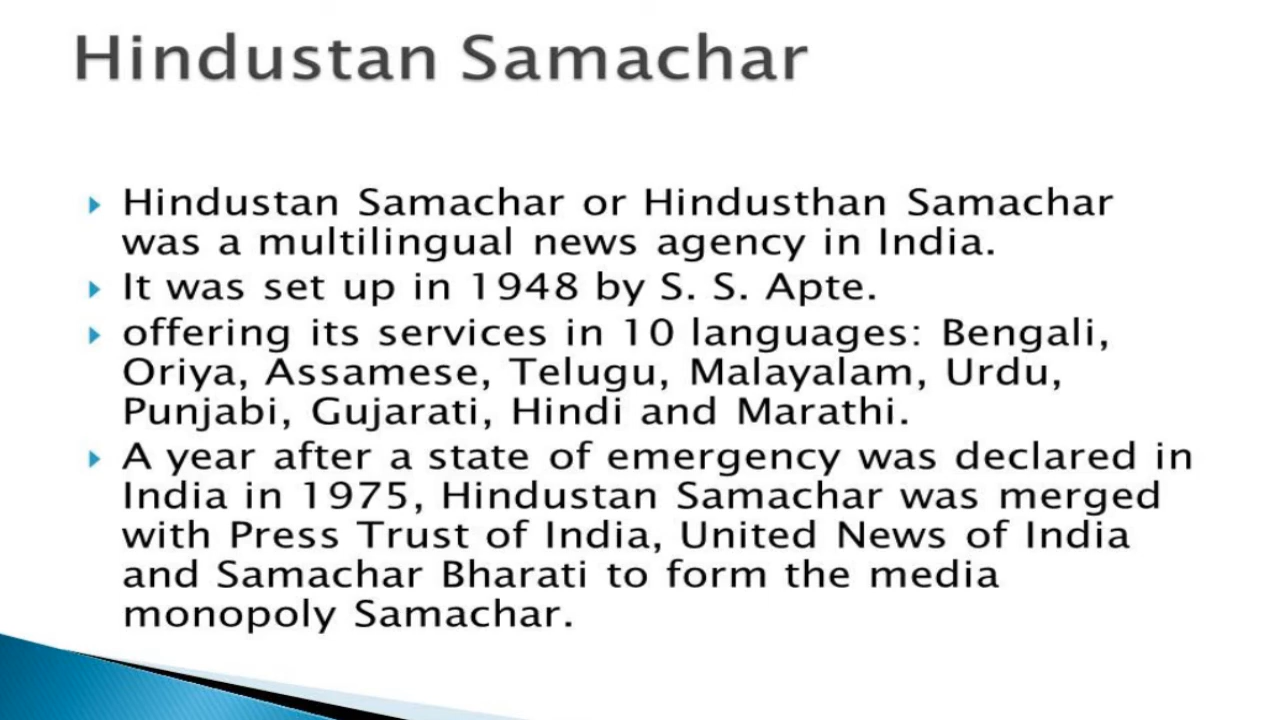 Hindustan Samachar
Hindustan Samachar or Hindusthan Samachar
was a multilingual news agency in India.
It was set up in 1948 by S. S. Apte.
offering its services in 10 languages: Bengali,
Oriya, Assamese, Telugu, Malayalam, Urdu,
Punjabi, Gujarati, Hindi and Marathi.
A year after a state of emergency was declared in
India in 1975, Hindustan Samachar was merged
with Press Trust of India, United News of India
and Samachar Bharati to form the media
monopoly Samachar.